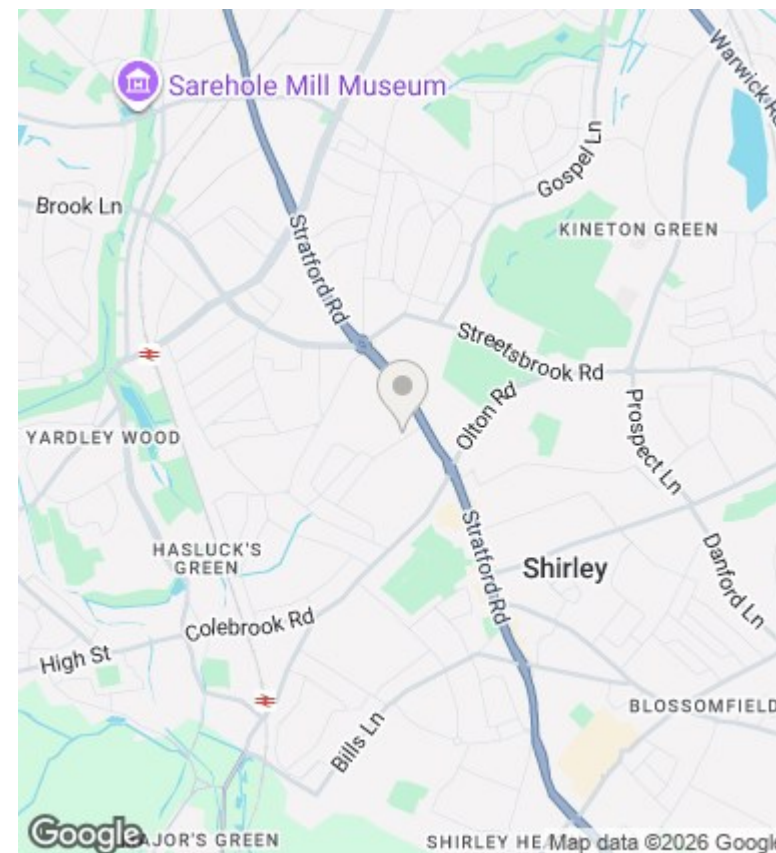 Sarehole Mill Museum
Warwick Rd
Brook Ln
Gospel Ln
Stratford Rd
KINETON GREEN
Streetsbrook Rd
YARDLEY WOOD
Olton Rd
Prospect Ln
HASLUCK'S
GREEN
Stratford Rd
Shirley
Danford Ln
Colebrook Rd
High St
BLOSSOMFIELD
Bills Ln
Google
AJOR'S GREEN
SHIRLEY HE
Map data ©2026 Google